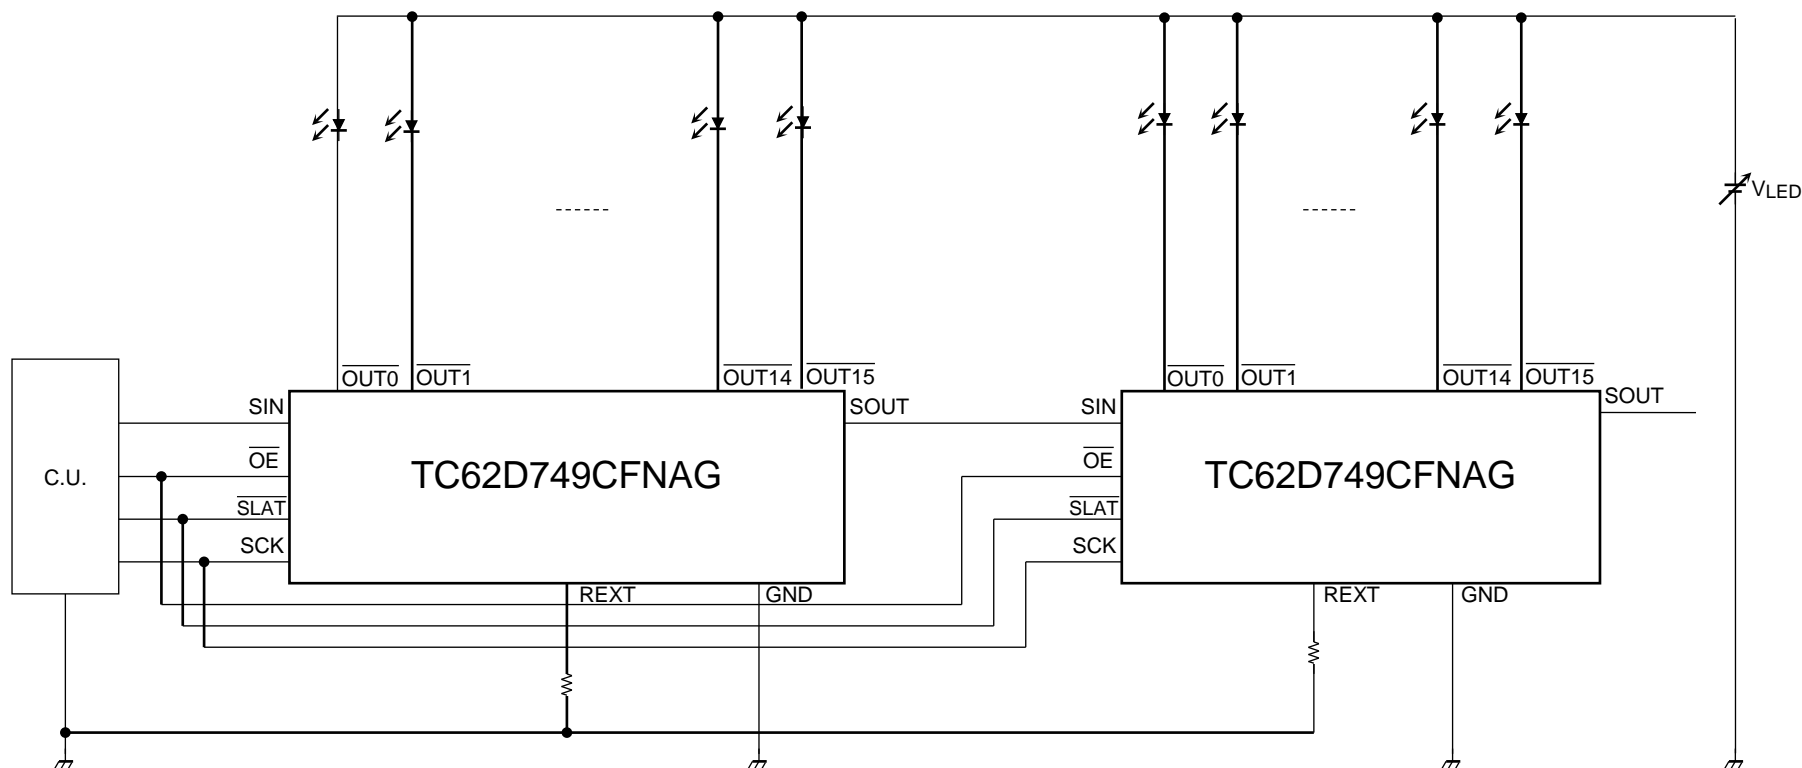 VLED
OUT0 OUT1 OUT14 OUT15 OUT0 OUT1 OUT14 OUT15
SIN SOUT SIN SOUT
C.U. OE TC62D749CFNAG OE TC62D749CFNAG
SLAT SLAT
SCK SCK
REXT GND REXT GND